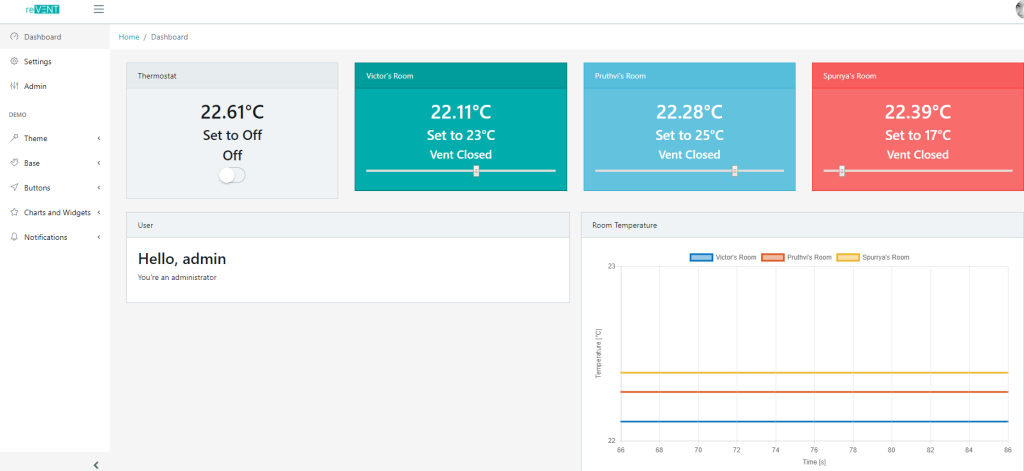 reVENT
Home / Dashboard
Dashboard
Settings
Admin
DEMO
Theme
Base
Buttons
Charts and Widgets
Notifications
Thermostat
22.61°C
Set to Off
Off
Victor's Room
22.11°C
Set to 23°C
Vent Closed
Pruthvi's Room
22.28°C
Set to 25°C
Vent Closed
Spurrya's Room
22.39°C
Set to 17°C
Vent Closed
User
Hello, admin
You're an administrator
Room Temperature
Victor's Room Pruthvi's Room Spurrya's Room
23
Temperature [°C]
22
66 68 70 72 74 76 78 80 82 84 86
Time [s]